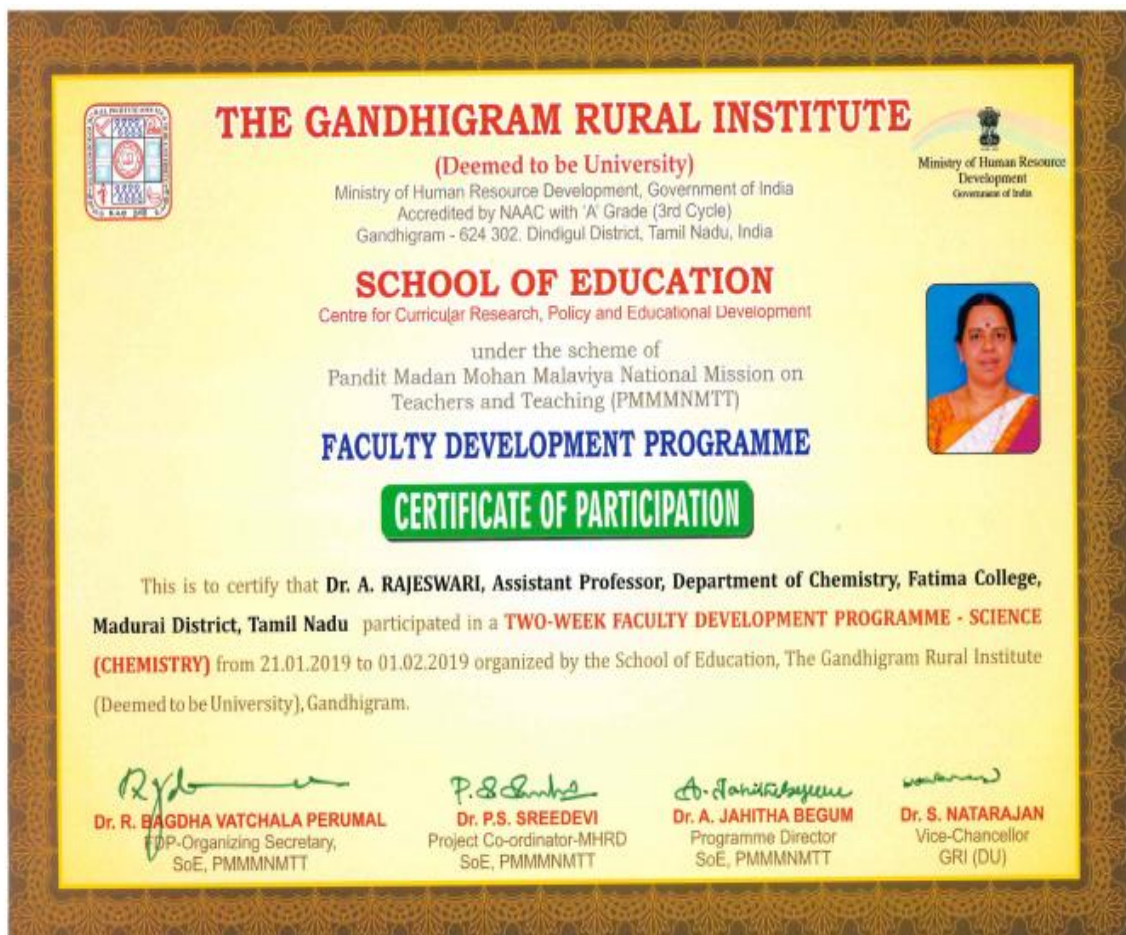 THE GANDHIGRAM RURAL INSTITUTE
(Deemed to be University)
Ministry of Human Resource Development, Government of India
Accredited by NAAC with 'A' Grade (3rd Cycle)
Gandhigram - 624 302. Dindigul District, Tamil Nadu, India
Ministry of Human Resource
Development
Government of India
SCHOOL OF EDUCATION
Centre for Curricular Research, Policy and Educational Development
under the scheme of
Pandit Madan Mohan Malaviya National Mission on
Teachers and Teaching (PMMMNMTT)
FACULTY DEVELOPMENT PROGRAMME
CERTIFICATE OF PARTICIPATION
This is to certify that Dr. A. RAJESWARI, Assistant Professor, Department of Chemistry, Fatima College,
Madurai District, Tamil Nadu participated in a TWO-WEEK FACULTY DEVELOPMENT PROGRAMME - SCIENCE
(CHEMISTRY) from 21.01.2019 to 01.02.2019 organized by the School of Education, The Gandhigram Rural Institute
(Deemed to be University), Gandhigram.
Dr. R. BAGDHA VATCHALA PERUMAL
FDP-Organizing Secretary,
SoE, PMMMNMTT
Dr. P.S. SREEDEVI
Project Co-ordinator-MHRD
SoE, PMMMNMTT
A. Jahitha Begum
Dr. A. JAHITHA BEGUM
Programme Director
SoE, PMMMNMTT
Dr. S. NATARAJAN
Vice-Chancellor
GRI (DU)